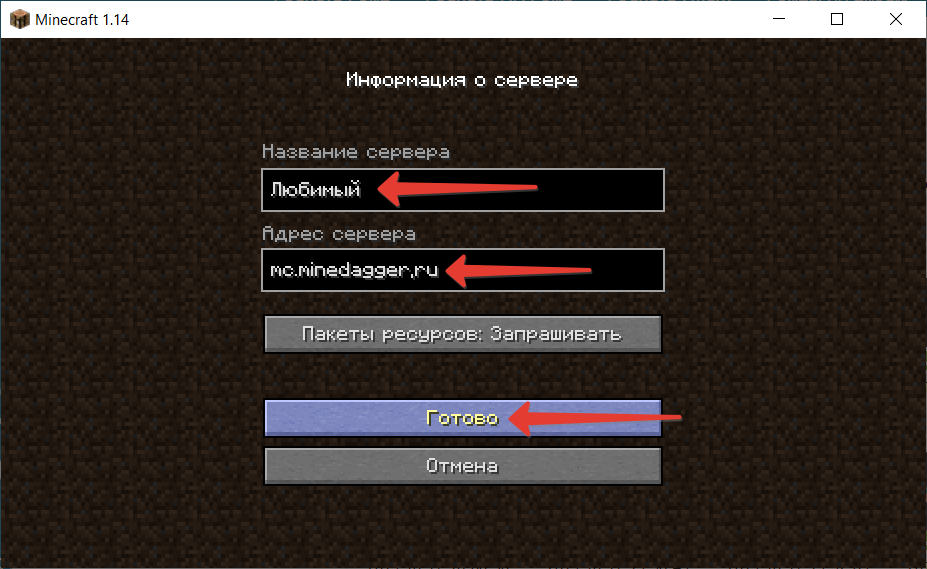 Minecraft 1.14
Информация о сервере
Название сервера
Любимый
Адрес сервера
mc.minedagger,ru
Пакеты ресурсов: Запрашивать
Готово
Отмена